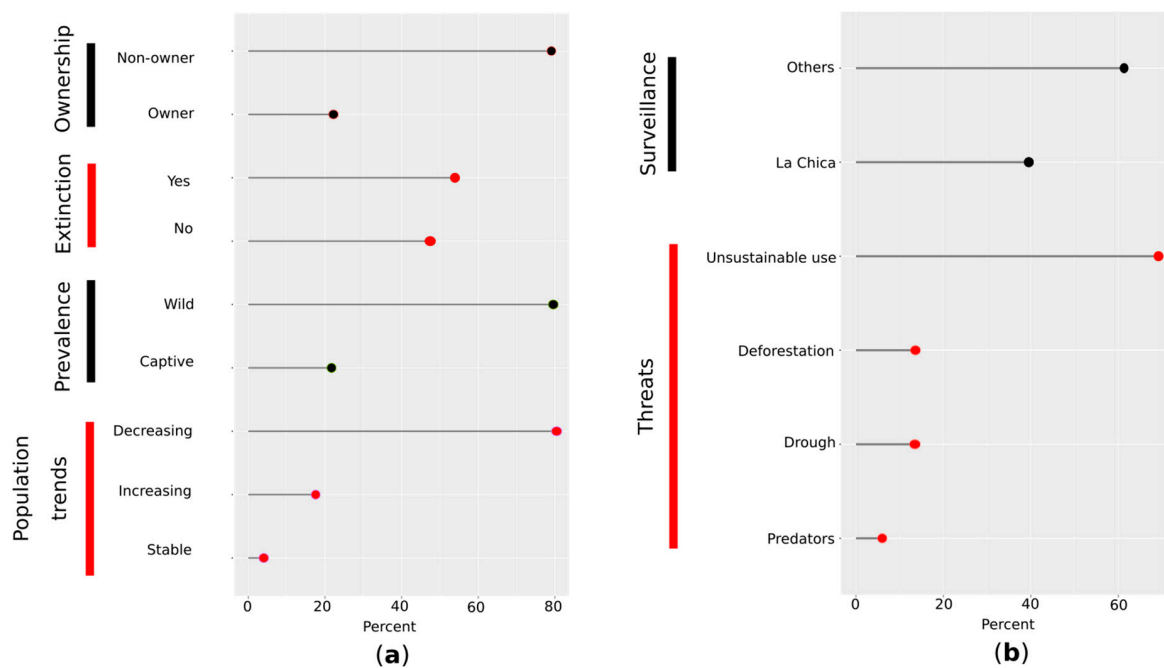 Ownership
Non-owner
Owner
Extinction
Yes
No
Prevalence
Wild
Captive
Population
trends
Decreasing
Increasing
Stable
0 20 40 60 80
Percent
(a)
Surveillance
Others
La Chica
Threats
Unsustainable use
Deforestation
Drough
Predators
0 20 40 60
Percent
(b)